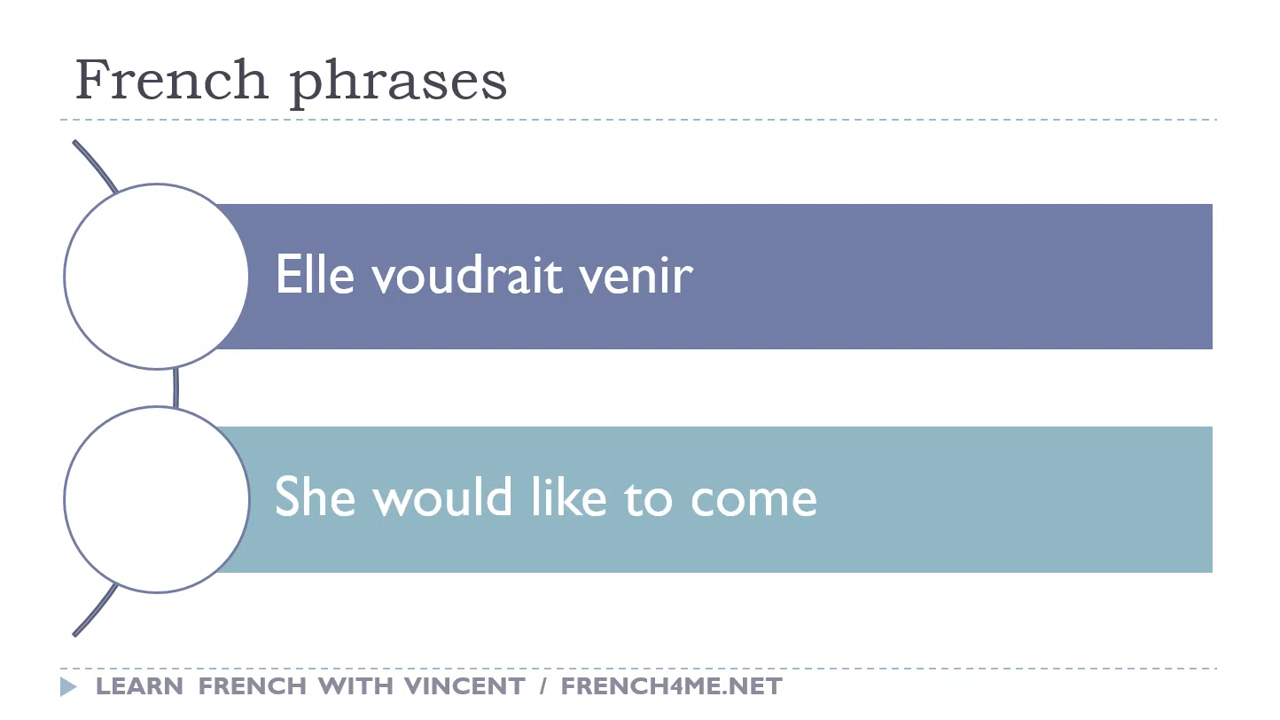 French phrases
Elle voudrait venir
She would like to come
LEARN FRENCH WITH VINCENT / FRENCH4ME.NET